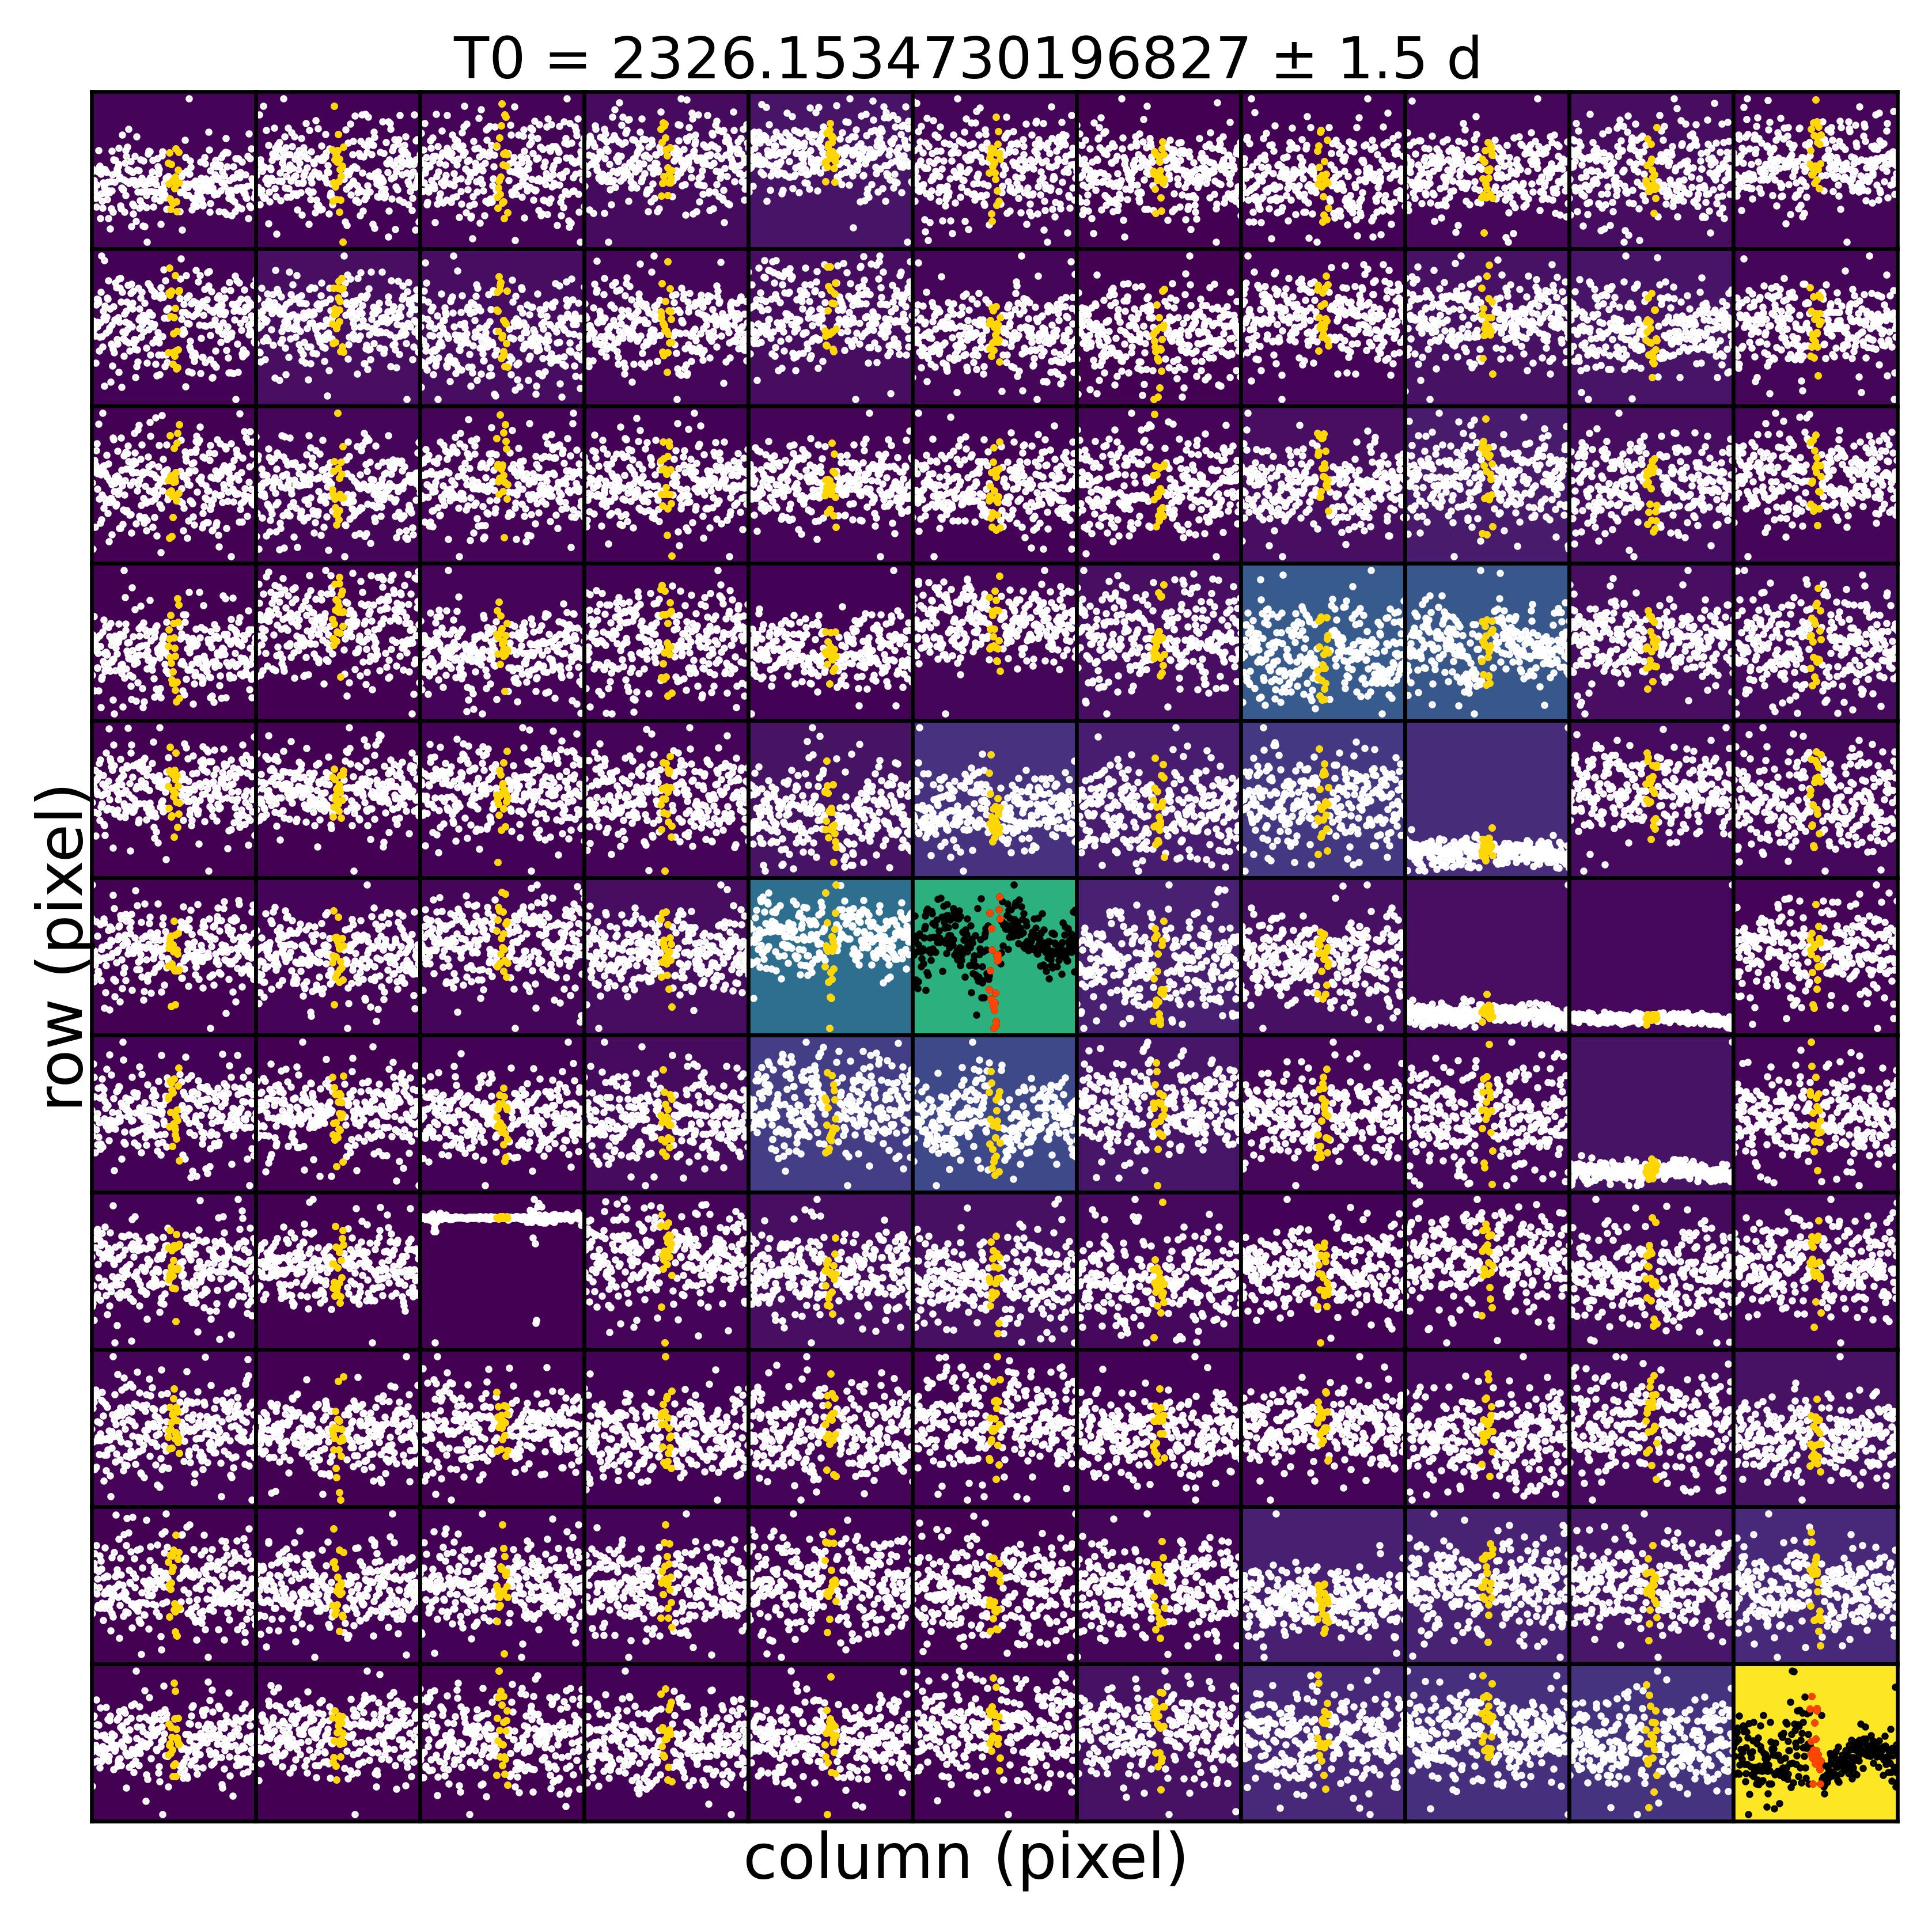 T0 = 2326.1534730196827 ± 1.5 d
row (pixel)
column (pixel)